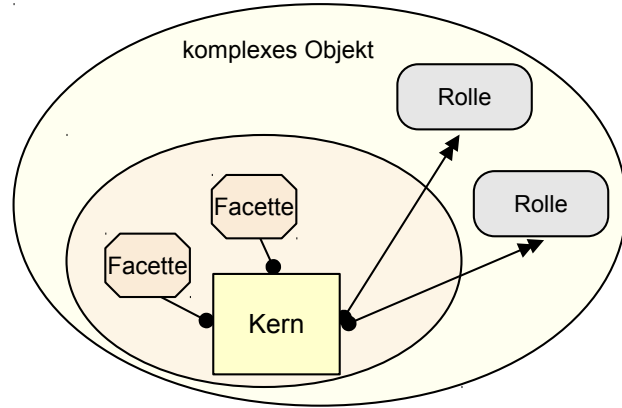 komplexes Objekt
Rolle
Rolle
Facette
Facette
Kern